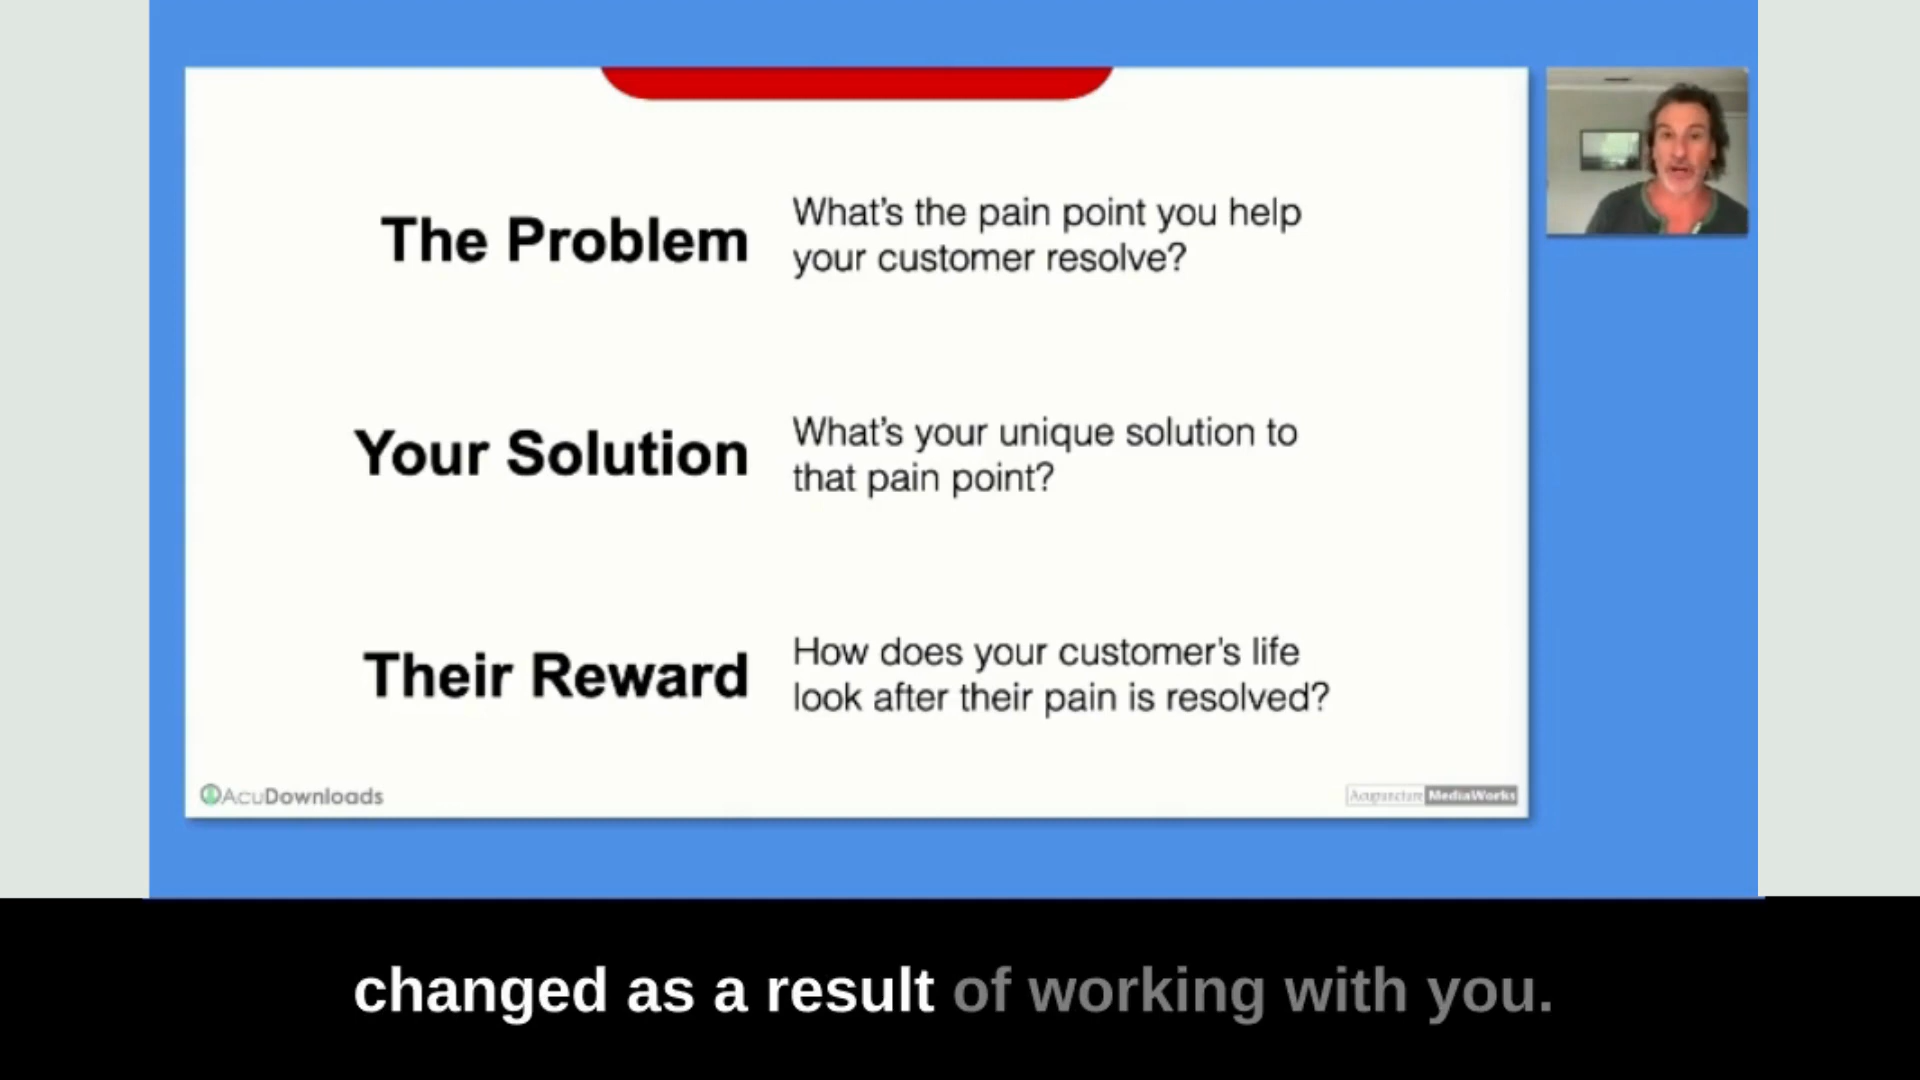 The Problem
What's the pain point you help
your customer resolve?
Your Solution
What's your unique solution to
that pain point?
Their Reward
How does your customer's life
look after their pain is resolved?
AcuDownloads
Acupuncture MediaWorks
changed as a result of working with you.